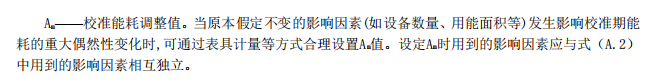 Aₘ——校准能耗调整值。当原本假定不变的影响因素(如设备数量、用能面积等)发生影响校准期能
耗的重大偶然性变化时,可通过表具计量等方式合理设置Aₘ值。设定Aₘ时用到的影响因素应与式（A.2）
中用到的影响因素相互独立。